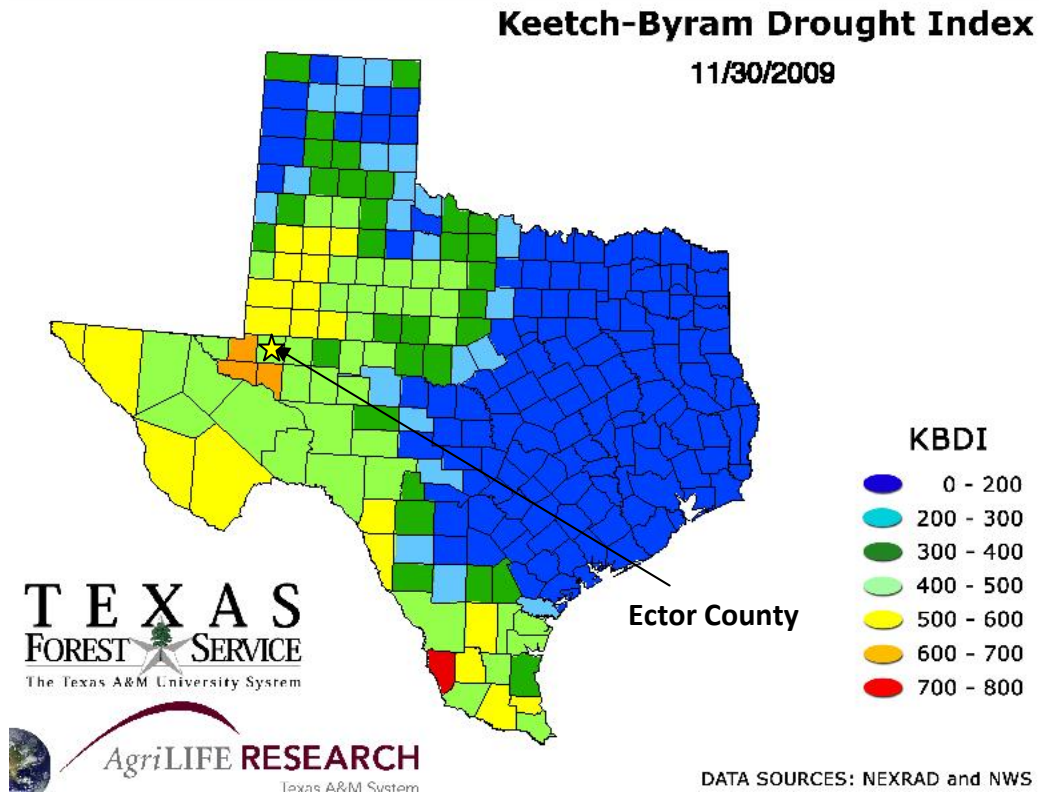 Keetch-Byram Drought Index
11/30/2009
KBDI
0 - 200
200 - 300
300 - 400
400 - 500
500 - 600
600 - 700
700 - 800
Ector County
TEXAS
FOREST SERVICE
The Texas A&M University System
AgriLIFE RESEARCH
Texas A&M System
DATA SOURCES: NEXRAD and NWS